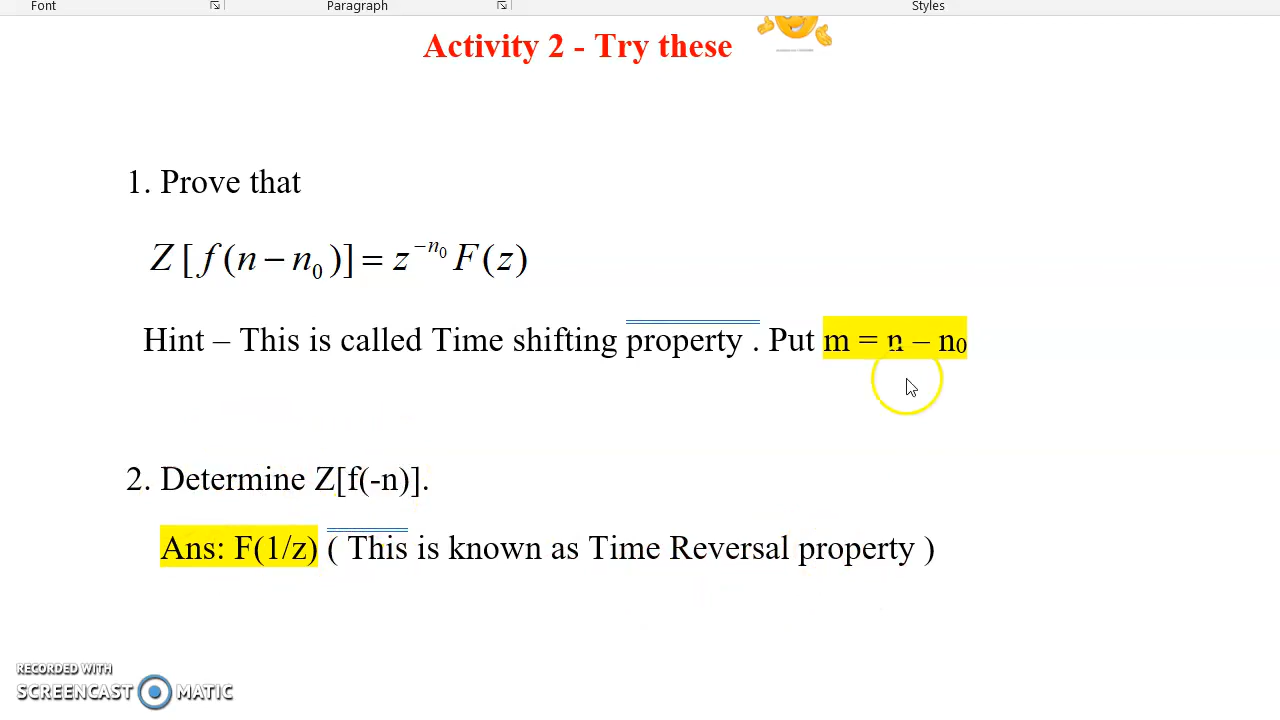 Font Paragraph Styles
Activity 2 - Try these
1. Prove that
Z [ f (n − n₀ )] = z⁻ⁿ⁰ F (z)
Hint – This is called Time shifting property . Put m = n – n₀
2. Determine Z[f(-n)].
Ans: F(1/z) ( This is known as Time Reversal property )
RECORDED WITH
SCREENCAST MATIC